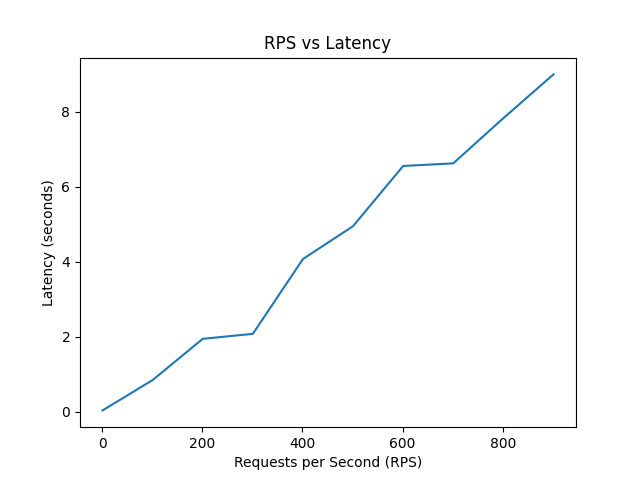 RPS vs Latency
8
6
4
2
0
Latency (seconds)
0 200 400 600 800
Requests per Second (RPS)